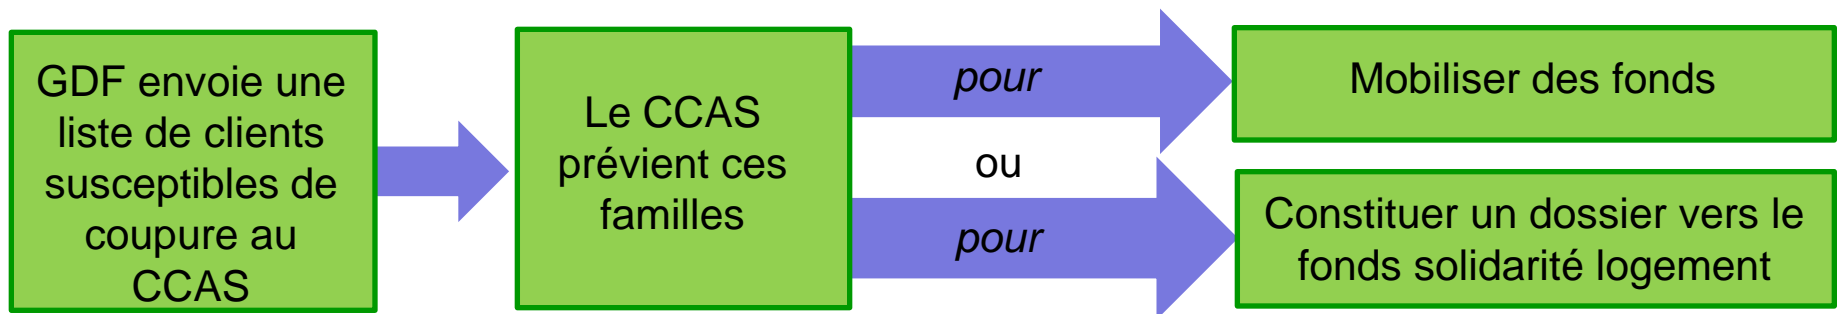 GDF envoie une
liste de clients
susceptibles de
coupure au
CCAS
Le CCAS
prévient ces
familles
pour
ou
pour
Mobiliser des fonds
Constituer un dossier vers le
fonds solidarité logement